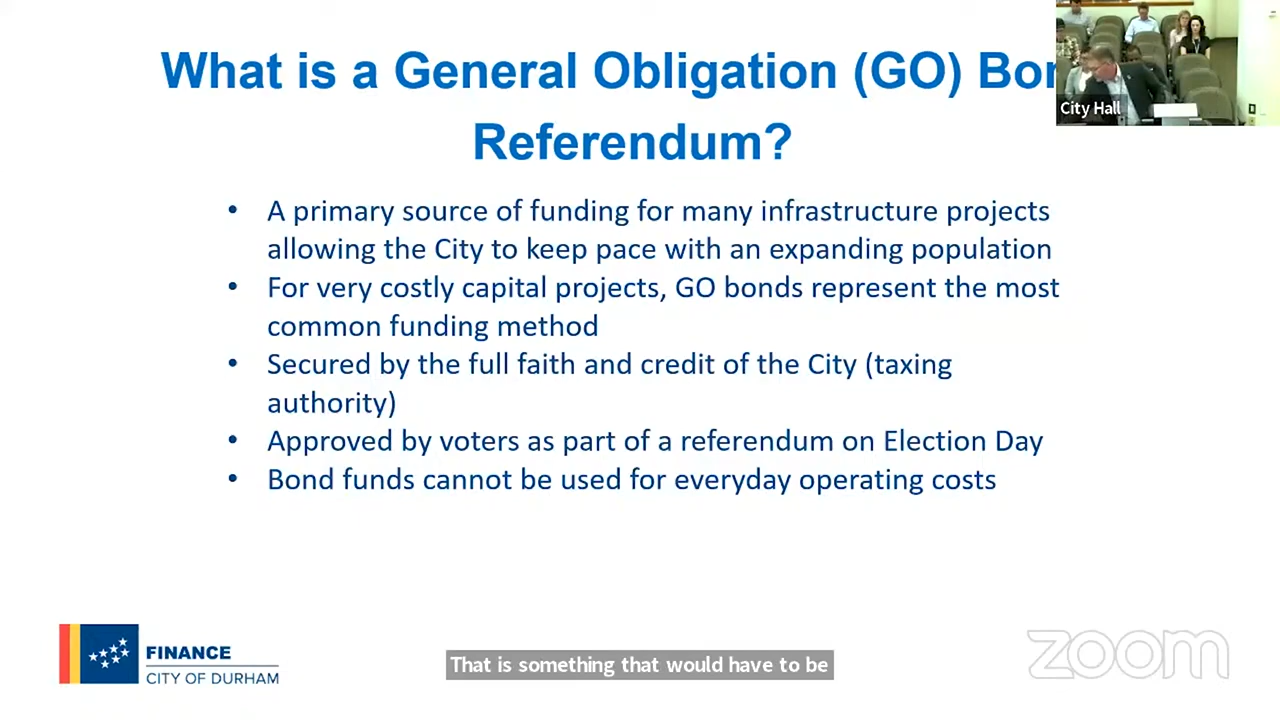 What is a General Obligation (GO) Bon
Referendum?
City Hall
• A primary source of funding for many infrastructure projects
allowing the City to keep pace with an expanding population
• For very costly capital projects, GO bonds represent the most
common funding method
• Secured by the full faith and credit of the City (taxing
authority)
• Approved by voters as part of a referendum on Election Day
• Bond funds cannot be used for everyday operating costs
FINANCE
CITY OF DURHAM
That is something that would have to be
zoom